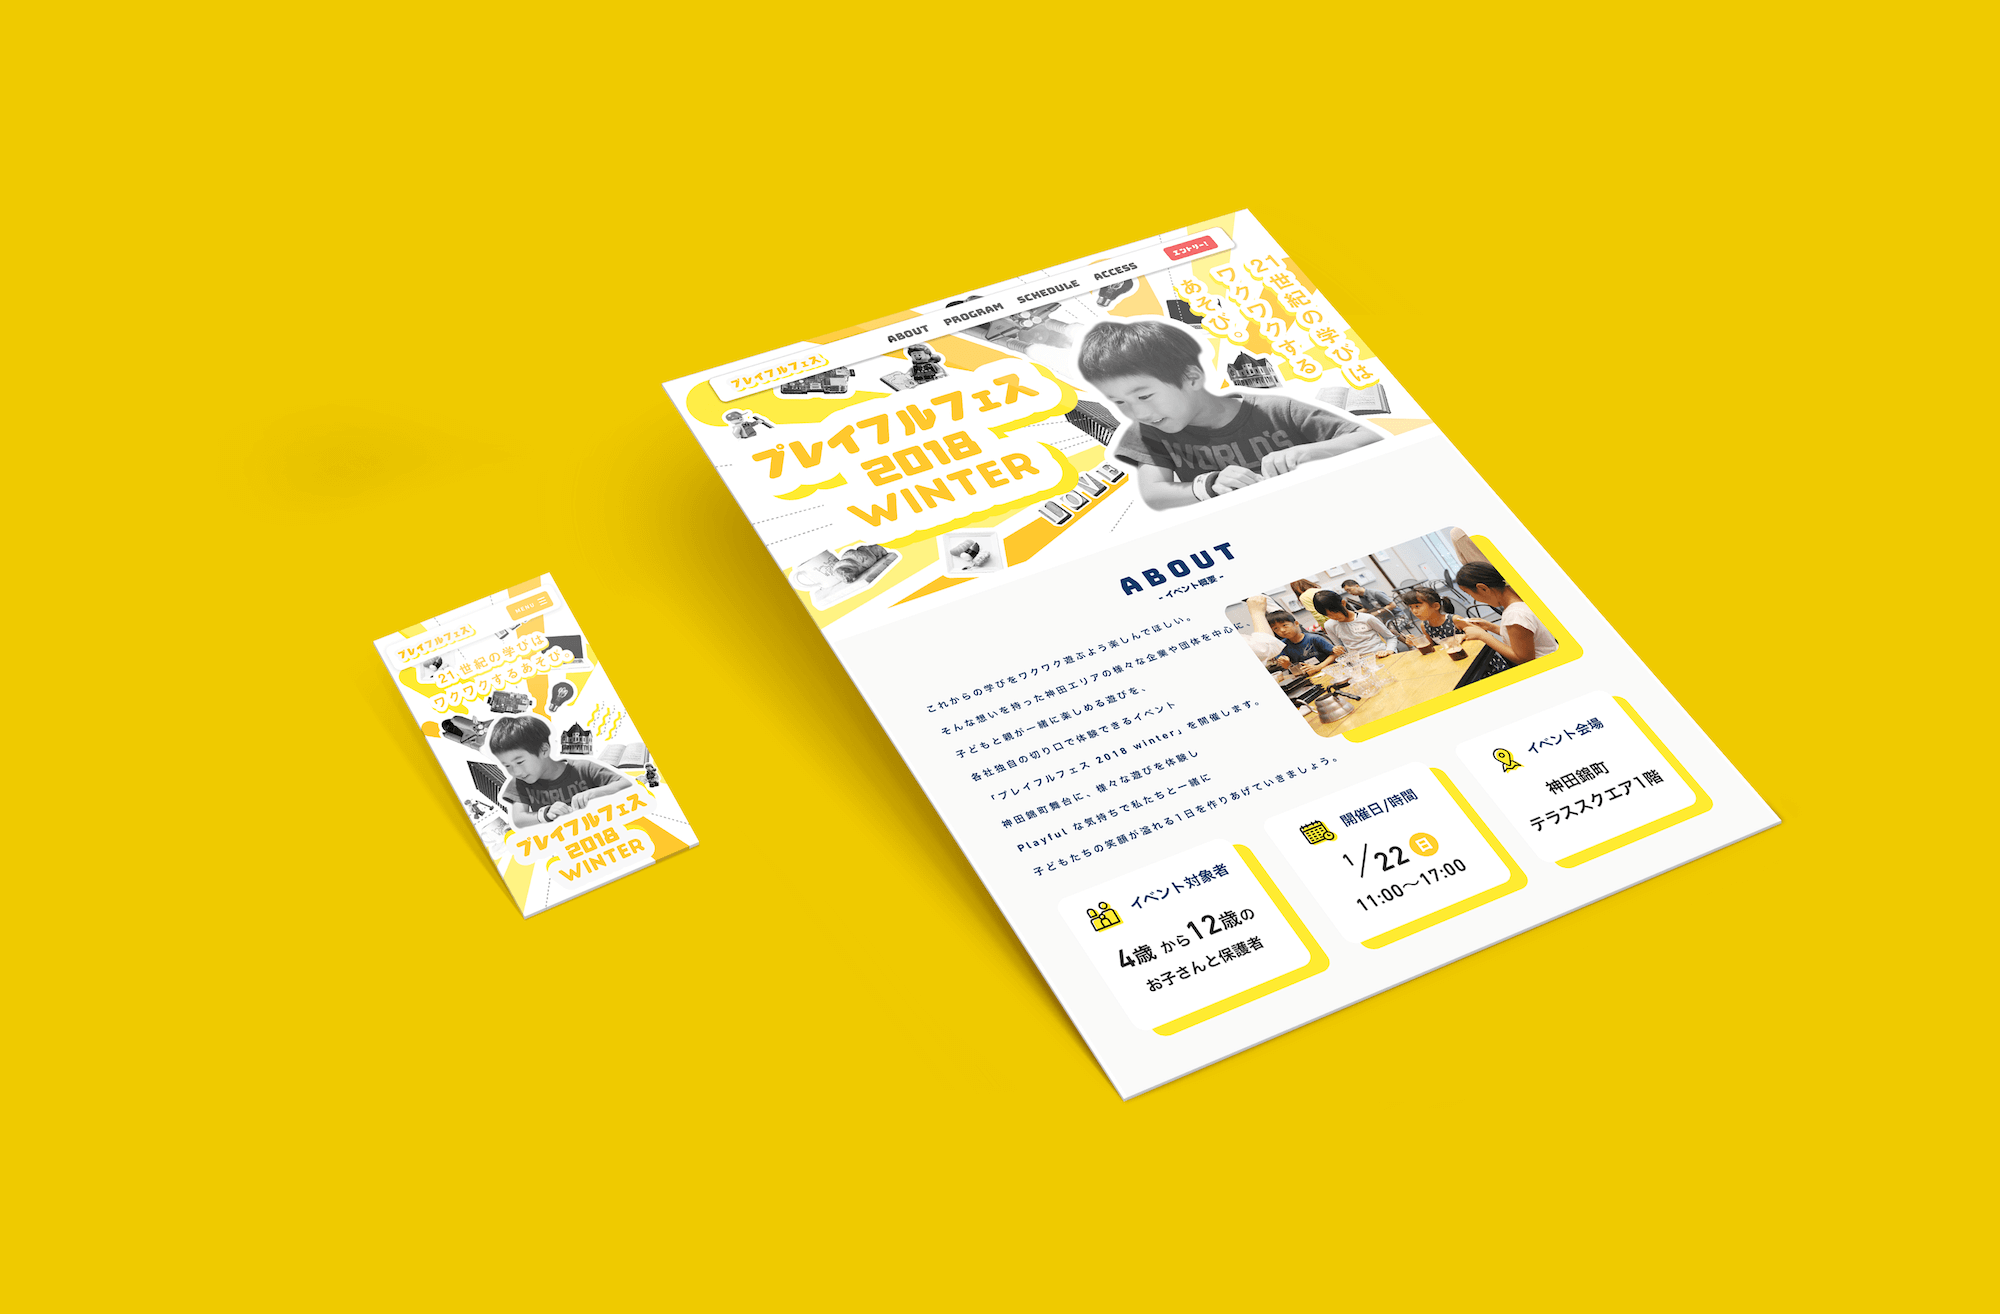 プレイフルフェス
MENU
21世紀の学びは
ワクワクするあそび。
WORLD'S
プレイフルフェス
2018
WINTER
プレイフルフェス
ABOUT
PROGRAM
SCHEDULE
ACCESS
エントリー!
21世紀の学びは
ワクワクする
あそび。
プレイフルフェス
2018
WINTER
WORLD'S
LOVE
ABOUT
- イベント概要 -
これからの学びをワクワク遊ぶよう楽しんでほしい。
そんな想いを持った神田エリアの様々な企業や団体を中心に、
子どもと親が一緒に楽しめる遊びを、
各社独自の切り口で体験できるイベント
「プレイフルフェス 2018 winter」を開催します。
神田錦町舞台に、様々な遊びを体験し
Playful な気持ちで私たちと一緒に
子どもたちの笑顔が溢れる1日を作りあげていきましょう。
イベント対象者
4歳から12歳の
お子さんと保護者
開催日/時間
1/22 日
11:00〜17:00
イベント会場
神田錦町
テラススクエア1階